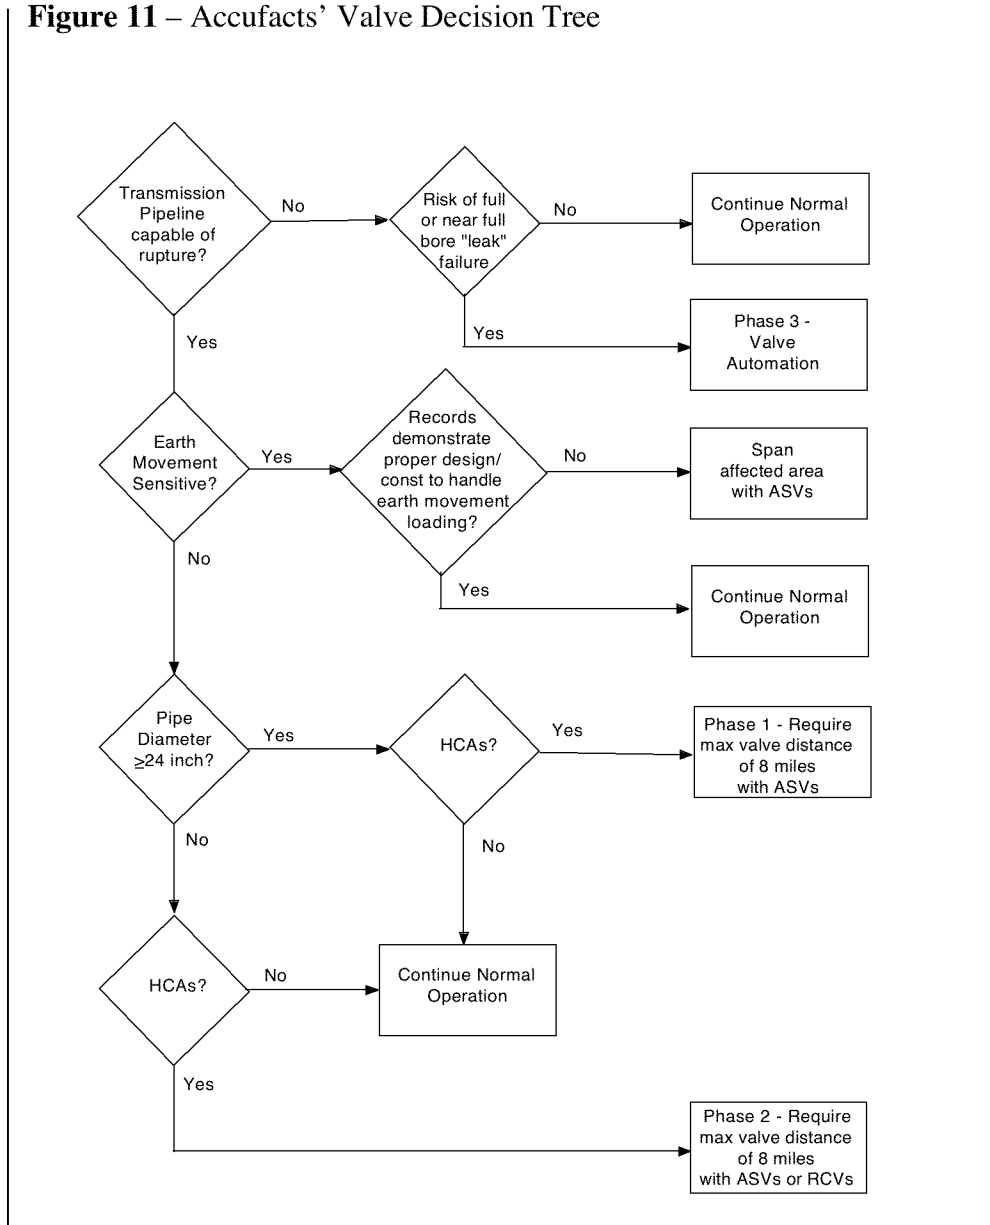 Figure 11 – Accufacts' Valve Decision Tree
Transmission
Pipeline
capable of
rupture?
No
Risk of full
or near full
bore "leak"
failure
No
Continue Normal
Operation
Yes
Yes
Phase 3 -
Valve
Automation
Earth
Movement
Sensitive?
Yes
Records
demonstrate
proper design/
const to handle
earth movement
loading?
No
Span
affected area
with ASVs
No
Yes
Continue Normal
Operation
Pipe
Diameter
≥24 inch?
Yes
HCAs?
Yes
Phase 1 - Require
max valve distance
of 8 miles
with ASVs
No
No
HCAs?
No
Continue Normal
Operation
Yes
Phase 2 - Require
max valve distance
of 8 miles
with ASVs or RCVs